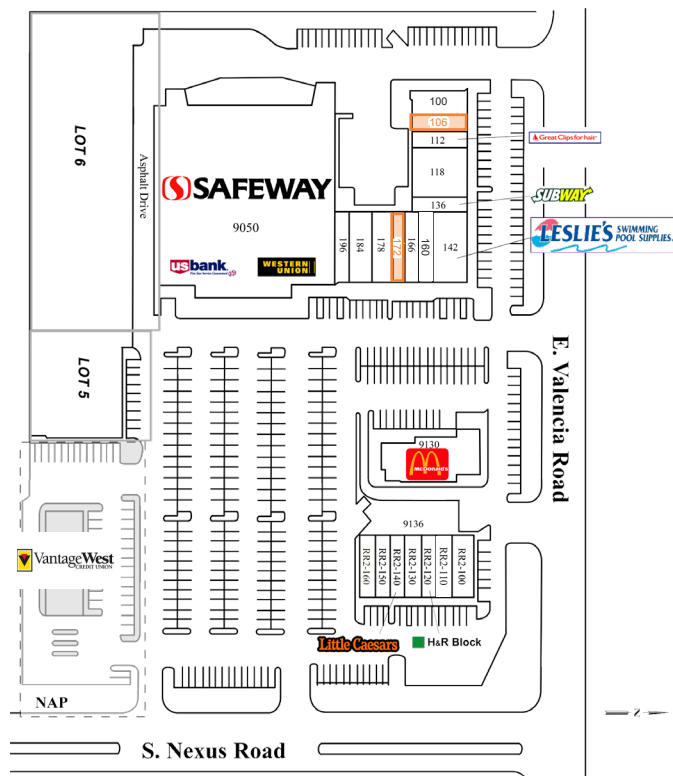 LOT 6
Asphalt Drive
SAFEWAY
9050
usbank
WESTERN
UNION
100
106
112
118
136
196
184
178
172
166
160
142
Great Clips for hair
SUBWAY
LESLIE'S SWIMMING
POOL SUPPLIES
E. Valencia Road
LOT 5
9130
McDonald's
9136
RR2-160
RR2-150
RR2-140
RR2-130
RR2-120
RR2-110
RR2-100
VantageWest
CREDIT UNION
Little Caesars
H&R Block
NAP
S. Nexus Road
Z